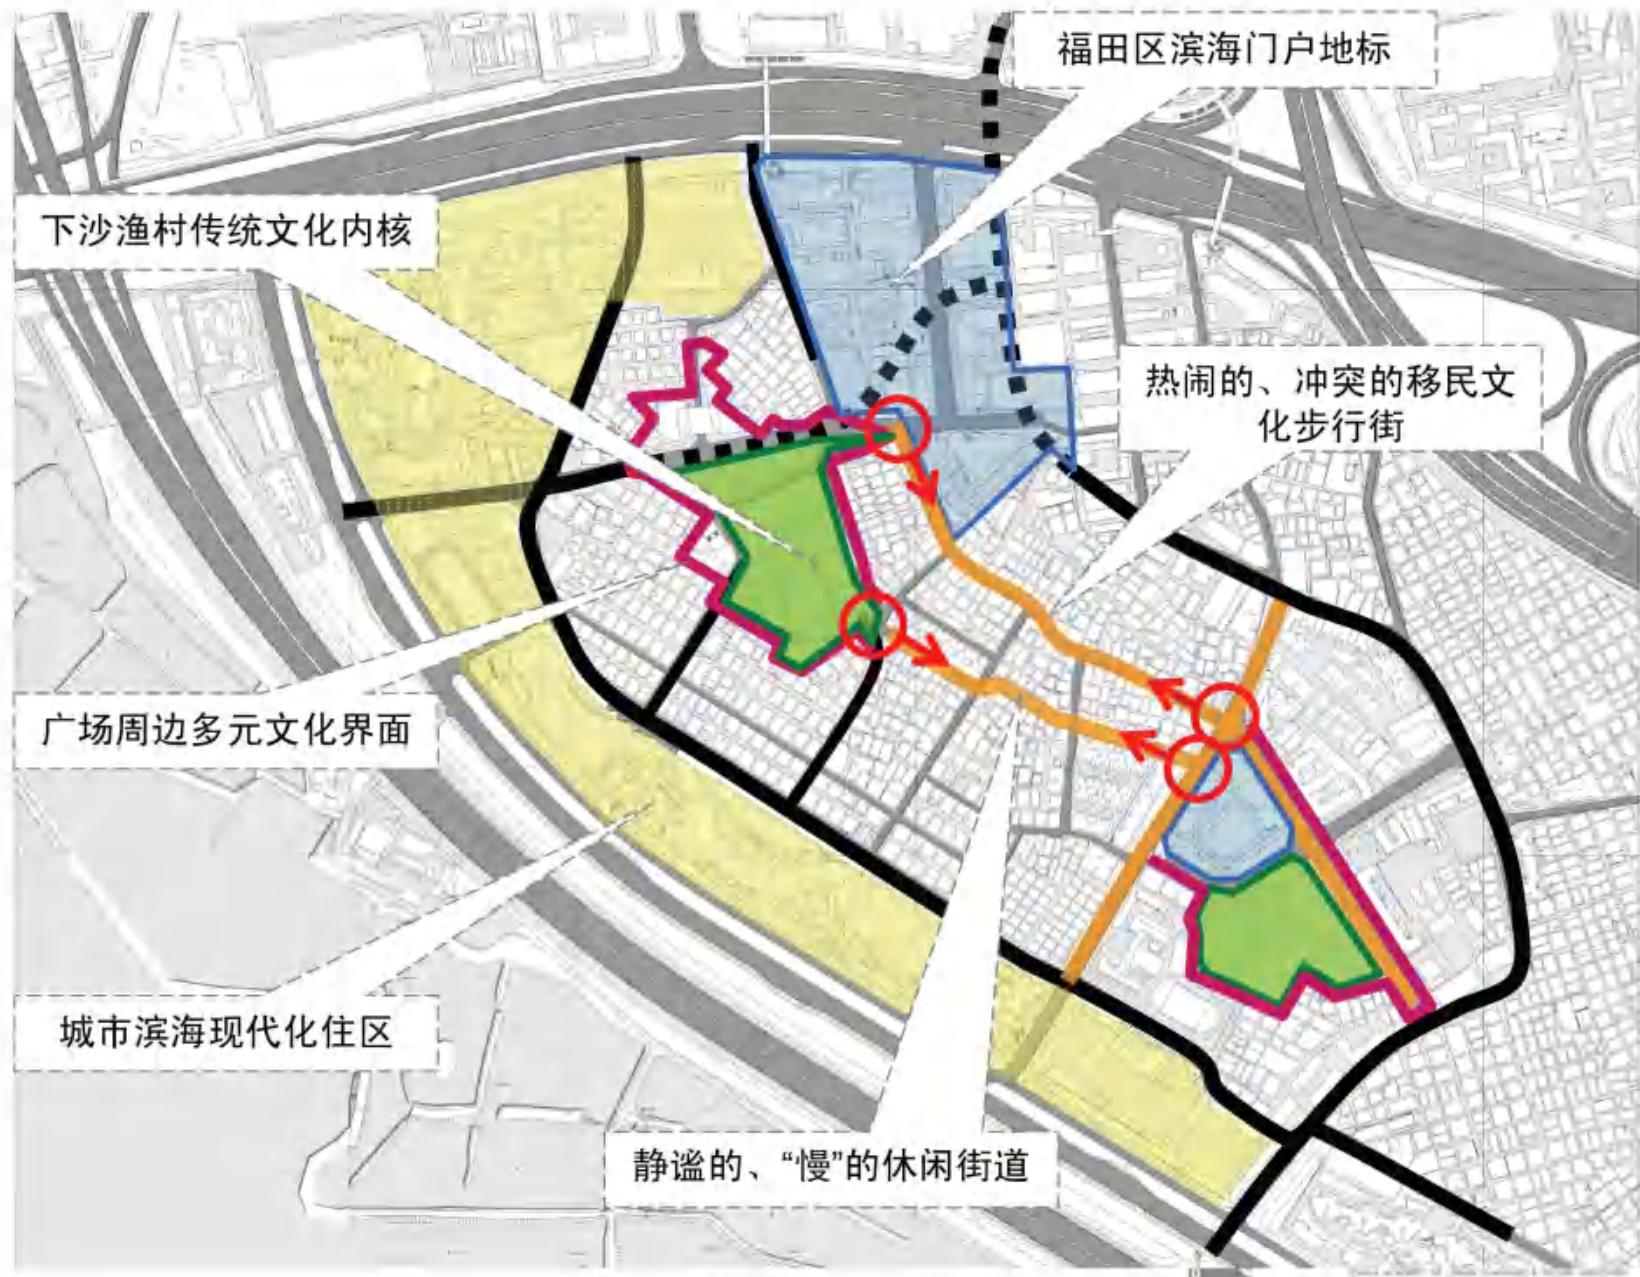 福田区滨海门户地标
下沙渔村传统文化内核
热闹的、冲突的移民文
化步行街
广场周边多元文化界面
城市滨海现代化住区
静谧的、“慢”的休闲街道